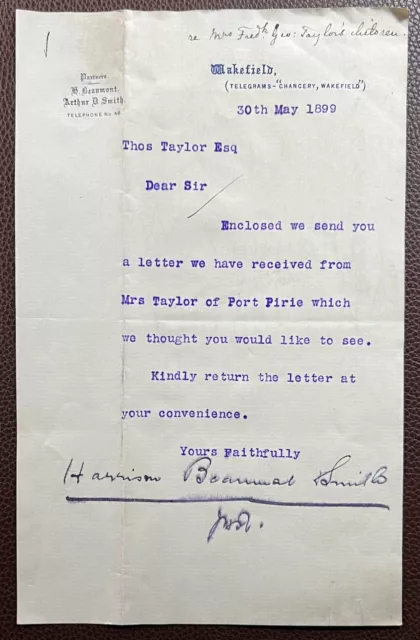 re Mrs Fredk Geo: Taylor's children.
Partners
H. Beaumont.
Arthur D. Smith.
TELEPHONE No. 46
Wakefield,
(TELEGRAMS-"CHANCERY, WAKEFIELD")
30th May 1899
Thos Taylor Esq
Dear Sir
Enclosed we send you
a letter we have received from
Mrs Taylor of Port Pirie which
we thought you would like to see.
Kindly return the letter at
your convenience.
Yours Faithfully
Harrison Beaumont & Smith